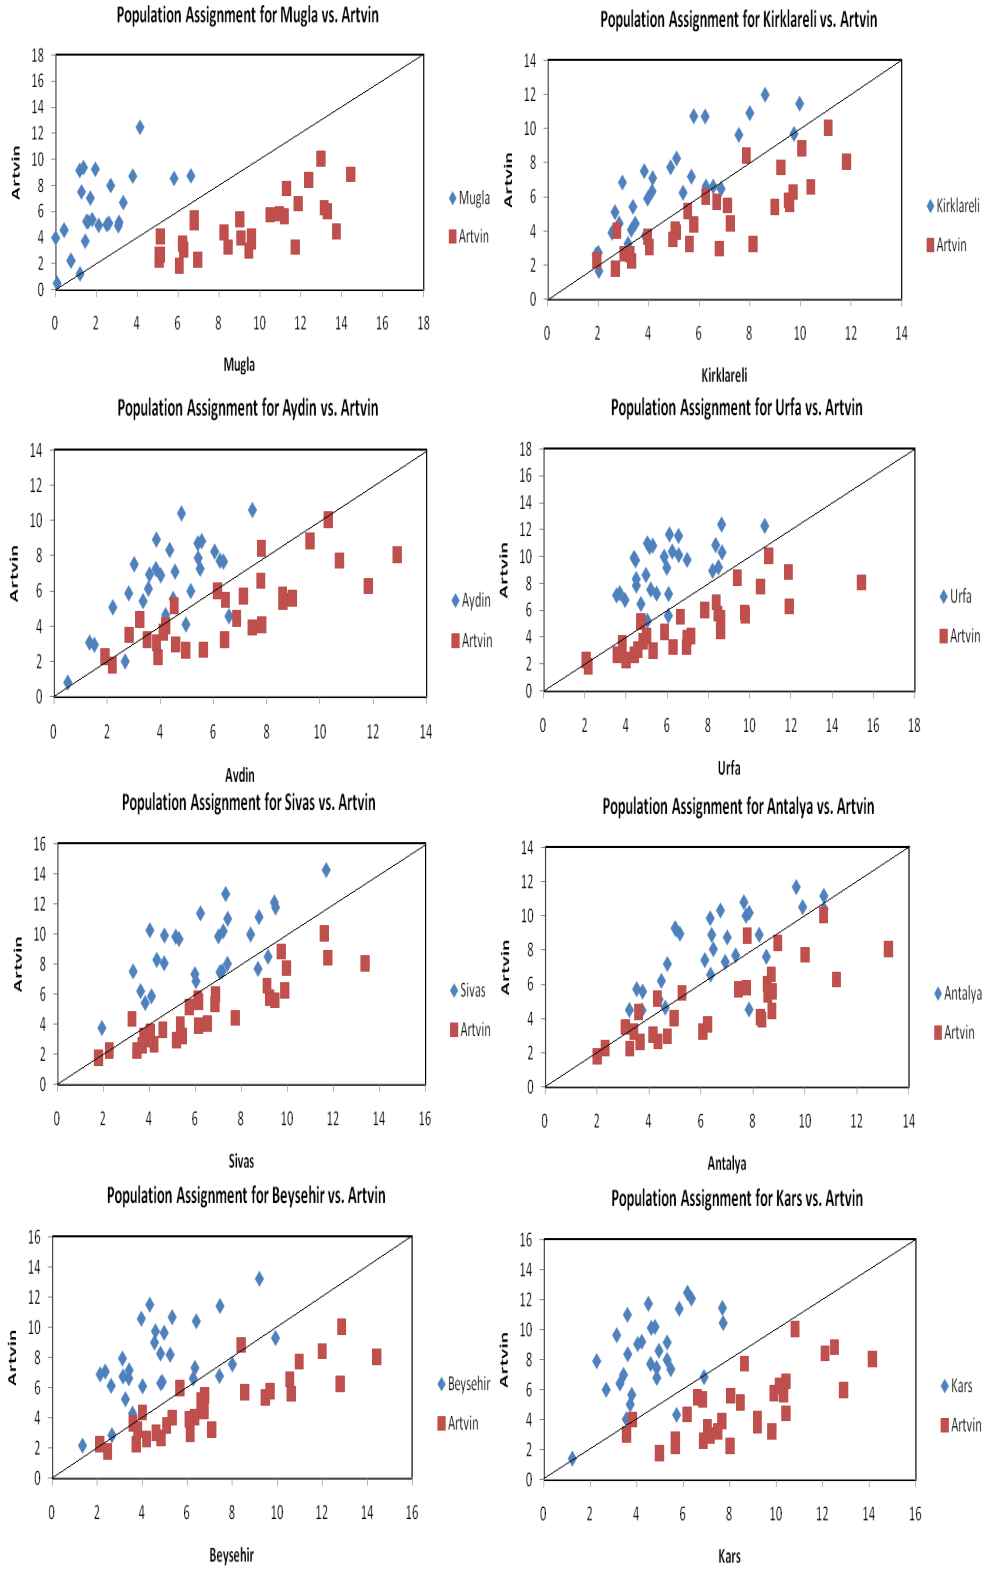 Population Assignment for Mugla vs. Artvin
18
16
14
12
10
8
6
4
2
0
Artvin
0 2 4 6 8 10 12 14 16 18
Mugla
Mugla
Artvin
Population Assignment for Kirklareli vs. Artvin
14
12
10
8
6
4
2
0
Artvin
0 2 4 6 8 10 12 14
Kirklareli
Kirklareli
Artvin
Population Assignment for Aydin vs. Artvin
14
12
10
8
6
4
2
0
Artvin
0 2 4 6 8 10 12 14
Avdin
Aydin
Artvin
Population Assignment for Urfa vs. Artvin
18
16
14
12
10
8
6
4
2
0
Artvin
0 2 4 6 8 10 12 14 16 18
Urfa
Urfa
Artvin
Population Assignment for Sivas vs. Artvin
16
14
12
10
8
6
4
2
0
Artvin
0 2 4 6 8 10 12 14 16
Sivas
Sivas
Artvin
Population Assignment for Antalya vs. Artvin
14
12
10
8
6
4
2
0
Artvin
0 2 4 6 8 10 12 14
Antalya
Antalya
Artvin
Population Assignment for Beysehir vs. Artvin
16
14
12
10
8
6
4
2
0
Artvin
0 2 4 6 8 10 12 14 16
Beysehir
Beysehir
Artvin
Population Assignment for Kars vs. Artvin
16
14
12
10
8
6
4
2
0
Artvin
0 2 4 6 8 10 12 14 16
Kars
Kars
Artvin